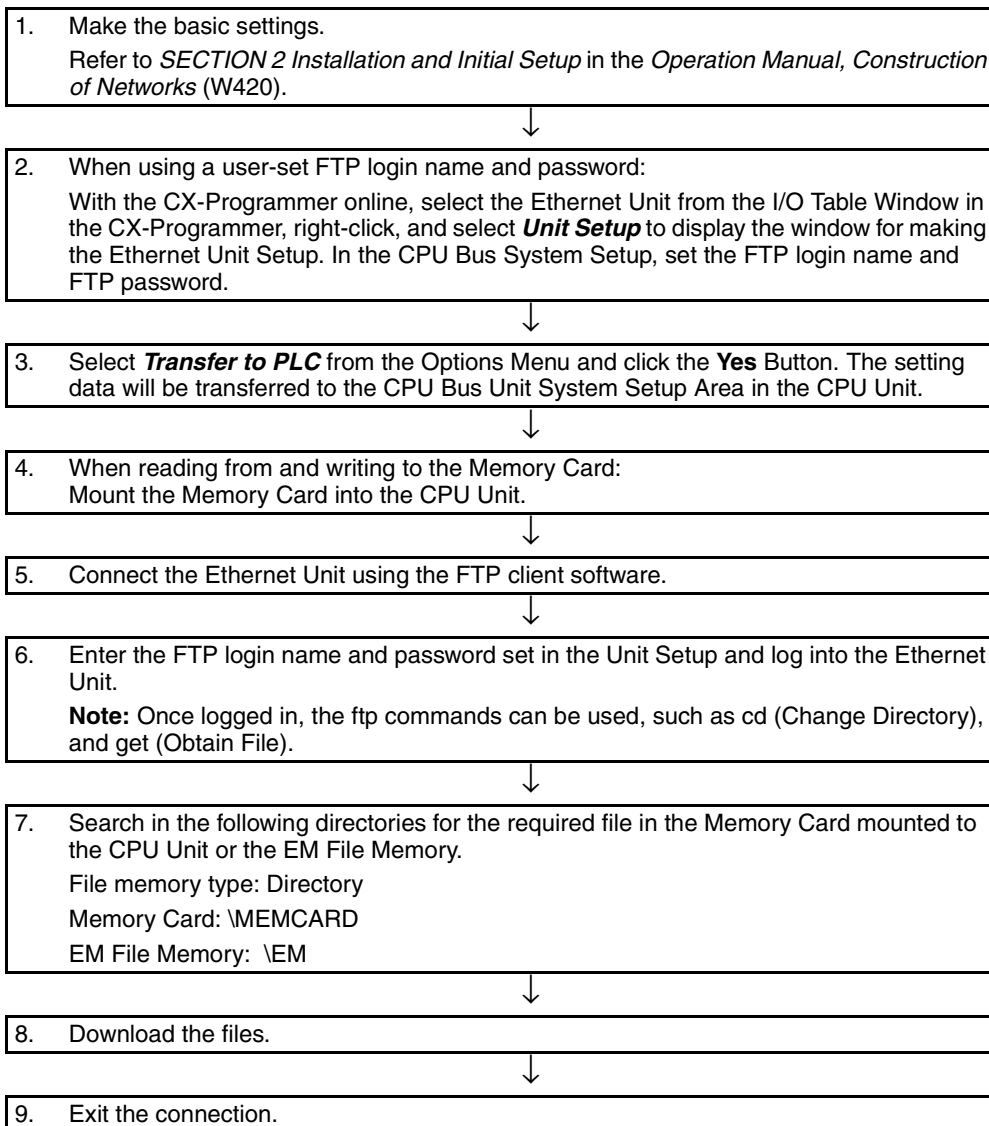 1. Make the basic settings.
Refer to SECTION 2 Installation and Initial Setup in the Operation Manual, Construction
of Networks (W420).
↓
2. When using a user-set FTP login name and password:
With the CX-Programmer online, select the Ethernet Unit from the I/O Table Window in
the CX-Programmer, right-click, and select Unit Setup to display the window for making
the Ethernet Unit Setup. In the CPU Bus System Setup, set the FTP login name and
FTP password.
↓
3. Select Transfer to PLC from the Options Menu and click the Yes Button. The setting
data will be transferred to the CPU Bus Unit System Setup Area in the CPU Unit.
↓
4. When reading from and writing to the Memory Card:
Mount the Memory Card into the CPU Unit.
↓
5. Connect the Ethernet Unit using the FTP client software.
↓
6. Enter the FTP login name and password set in the Unit Setup and log into the Ethernet
Unit.
Note: Once logged in, the ftp commands can be used, such as cd (Change Directory),
and get (Obtain File).
↓
7. Search in the following directories for the required file in the Memory Card mounted to
the CPU Unit or the EM File Memory.
File memory type: Directory
Memory Card: \MEMCARD
EM File Memory: \EM
↓
8. Download the files.
↓
9. Exit the connection.